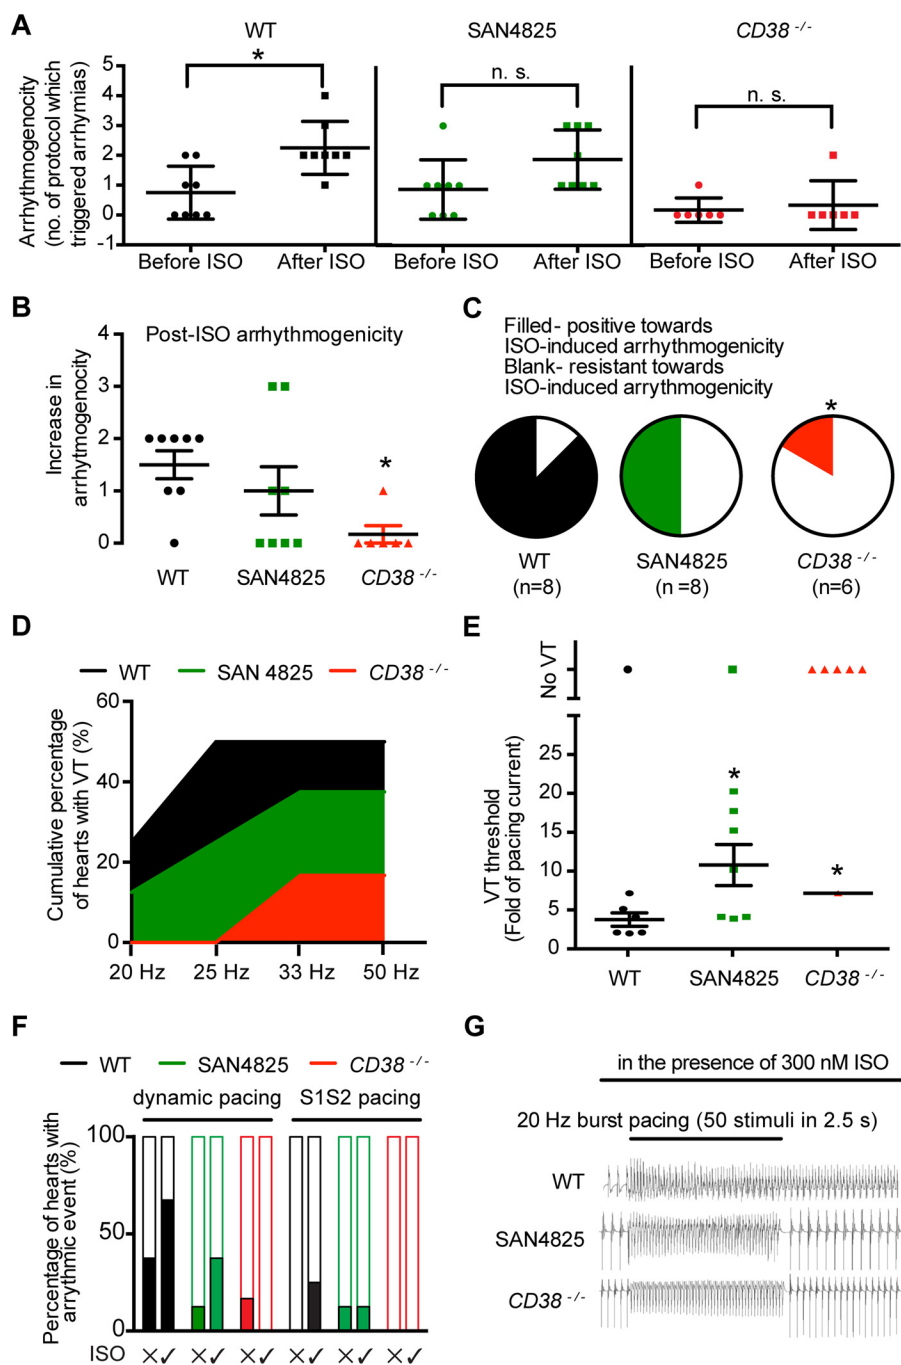 A
WT
SAN4825
CD38 -/-
Arrhythmogenocity
(no. of protocol which
triggered arrhymias)
5
4
3
2
1
0
-1
*
n. s.
n. s.
Before ISO
After ISO
Before ISO
After ISO
Before ISO
After ISO
B
Post-ISO arrhythmogenicity
Increase in
arrhytmogenocity
4
3
2
1
0
*
WT
SAN4825
CD38 -/-
C
Filled- positive towards
ISO-induced arrhythmogenicity
Blank- resistant towards
ISO-induced arrythmogenicity
*
WT
(n=8)
SAN4825
(n =8)
CD38 -/-
(n=6)
D
WT
SAN 4825
CD38 -/-
Cumulative percentage
of hearts with VT (%)
60
40
20
0
20 Hz
25 Hz
33 Hz
50 Hz
E
No VT
VT threshold
(Fold of pacing current)
25
20
15
10
5
0
*
*
WT
SAN4825
CD38 -/-
F
WT
SAN4825
CD38 -/-
dynamic pacing
S1S2 pacing
Percentage of hearts with
arrythmic event (%)
100
50
0
ISO ×✓ ×✓ ×✓ ×✓ ×✓ ×✓
G
in the presence of 300 nM ISO
20 Hz burst pacing (50 stimuli in 2.5 s)
WT
SAN4825
CD38 -/-